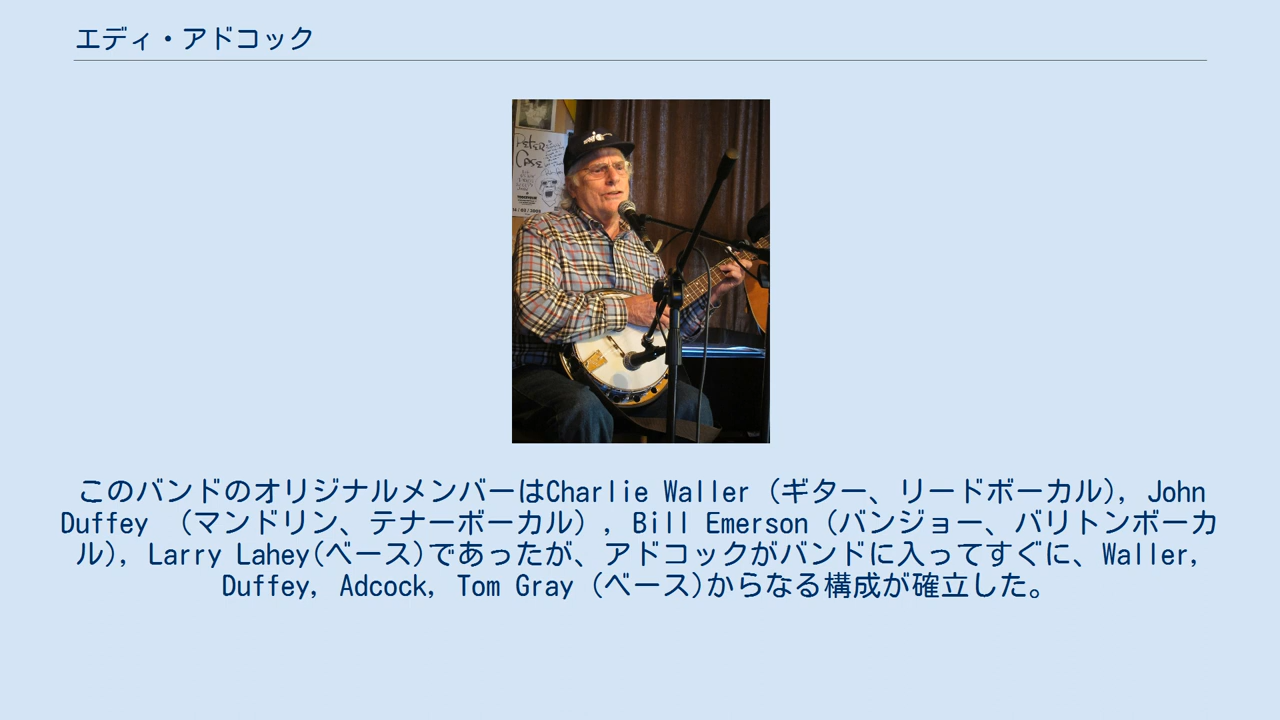 エディ・アドコック
PETER
CASE
このバンドのオリジナルメンバーはCharlie Waller (ギター、リードボーカル), John
Duffey （マンドリン、テナーボーカル）, Bill Emerson (バンジョー、バリトンボーカ
ル), Larry Lahey(ベース)であったが、アドコックがバンドに入ってすぐに、Waller,
Duffey, Adcock, Tom Gray (ベース)からなる構成が確立した。